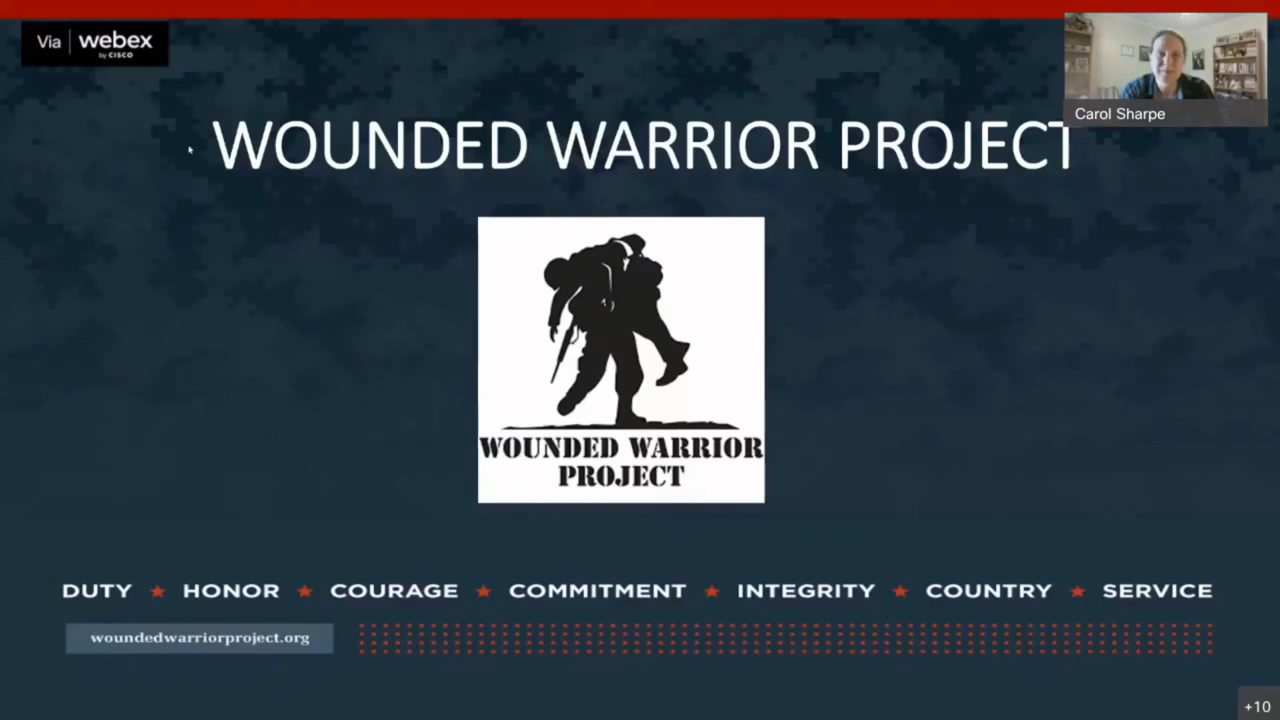 Via webex
by CISCO
Carol Sharpe
WOUNDED WARRIOR PROJECT
WOUNDED WARRIOR
PROJECT
DUTY ★ HONOR ★ COURAGE ★ COMMITMENT ★ INTEGRITY ★ COUNTRY ★ SERVICE
woundedwarriorproject.org
+10